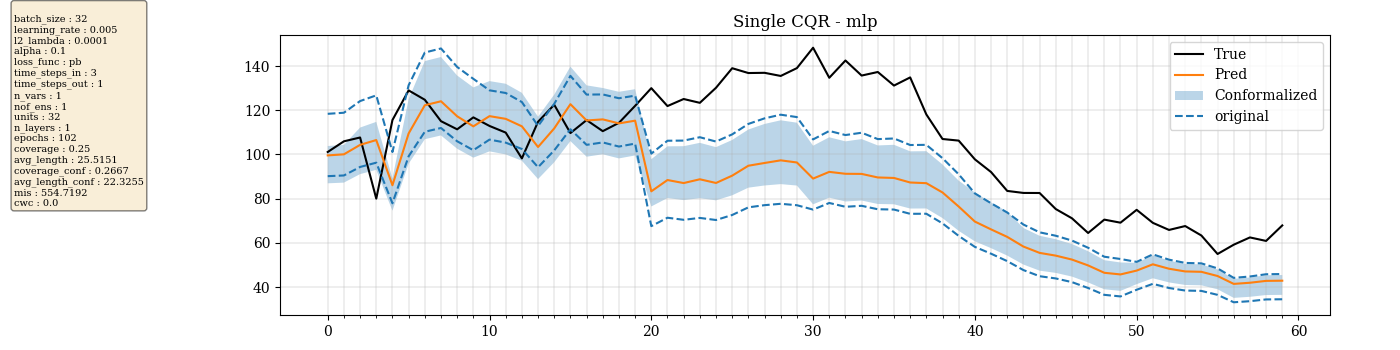 batch_size : 32
learning_rate : 0.005
l2_lambda : 0.0001
alpha : 0.1
loss_func : pb
time_steps_in : 3
time_steps_out : 1
n_vars : 1
nof_ens : 1
units : 32
n_layers : 1
epochs : 102
coverage : 0.25
avg_length : 25.5151
coverage_conf : 0.2667
avg_length_conf : 22.3255
mis : 554.7192
cwc : 0.0
Single CQR - mlp
True
Pred
Conformalized
original
140
120
100
80
60
40
0 10 20 30 40 50 60